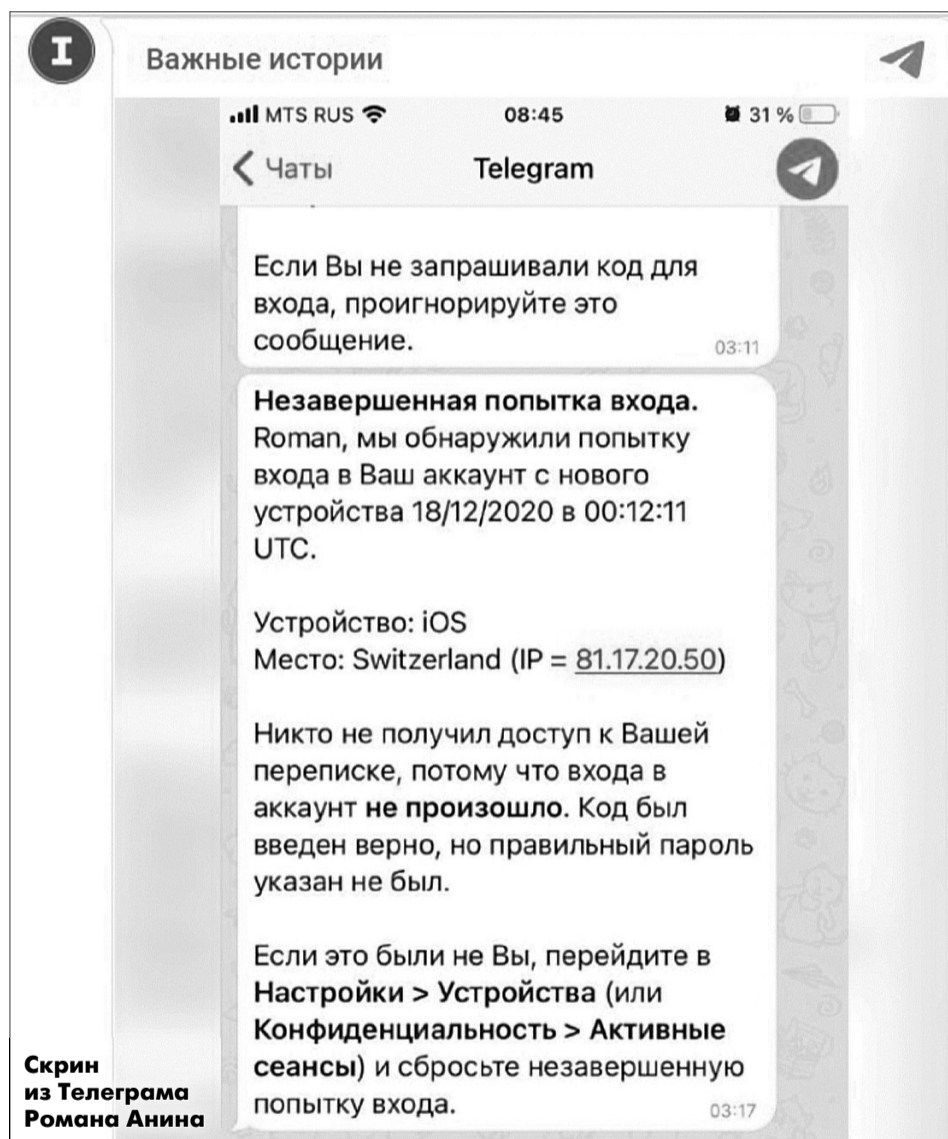 I
Важные истории
MTS RUS
08:45
31 %
Чаты
Telegram
Если Вы не запрашивали код для
входа, проигнорируйте это
сообщение.
03:11
Незавершенная попытка входа.
Roman, мы обнаружили попытку
входа в Ваш аккаунт с нового
устройства 18/12/2020 в 00:12:11
UTC.
Устройство: iOS
Место: Switzerland (IP = 81.17.20.50)
Никто не получил доступ к Вашей
переписке, потому что входа в
аккаунт не произошло. Код был
введен верно, но правильный пароль
указан не был.
Если это были не Вы, перейдите в
Настройки > Устройства (или
Конфиденциальность > Активные
сеансы) и сбросьте незавершенную
попытку входа.
03:17
Скрин
из Телеграма
Романа Анина